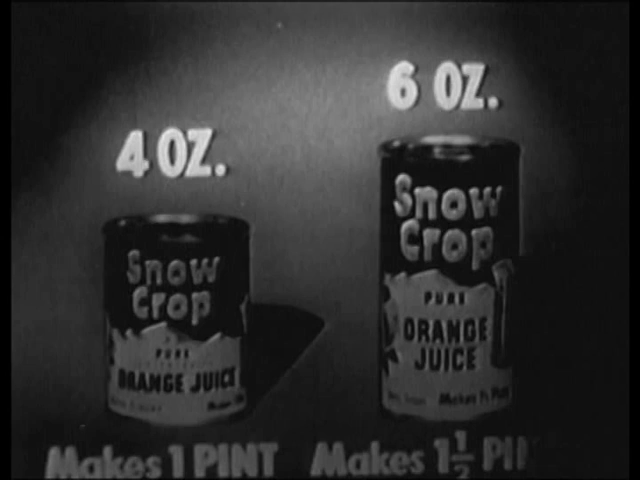 4 OZ.
Snow
Crop
PURE
ORANGE JUICE
Makes 1 PINT
6 OZ.
Snow
Crop
PURE
ORANGE
JUICE
Makes 1½ Pint
Makes 1½ PIN